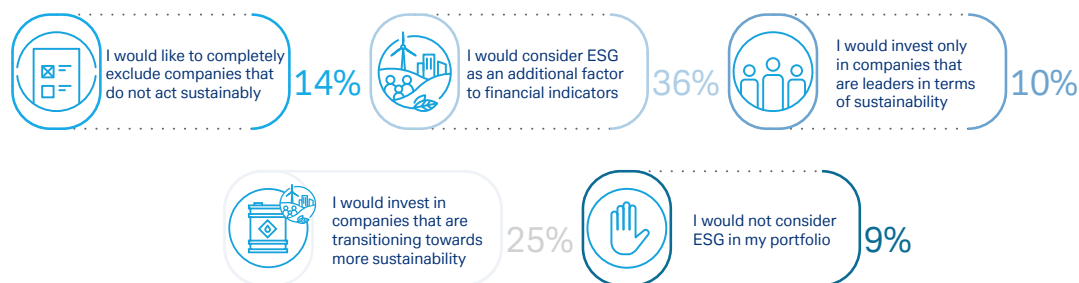 I would like to completely
exclude companies that
do not act sustainably
14%
I would consider ESG
as an additional factor
to financial indicators
36%
I would invest only
in companies that
are leaders in terms
of sustainability
10%
I would invest in
companies that are
transitioning towards
more sustainability
25%
I would not consider
ESG in my portfolio
9%